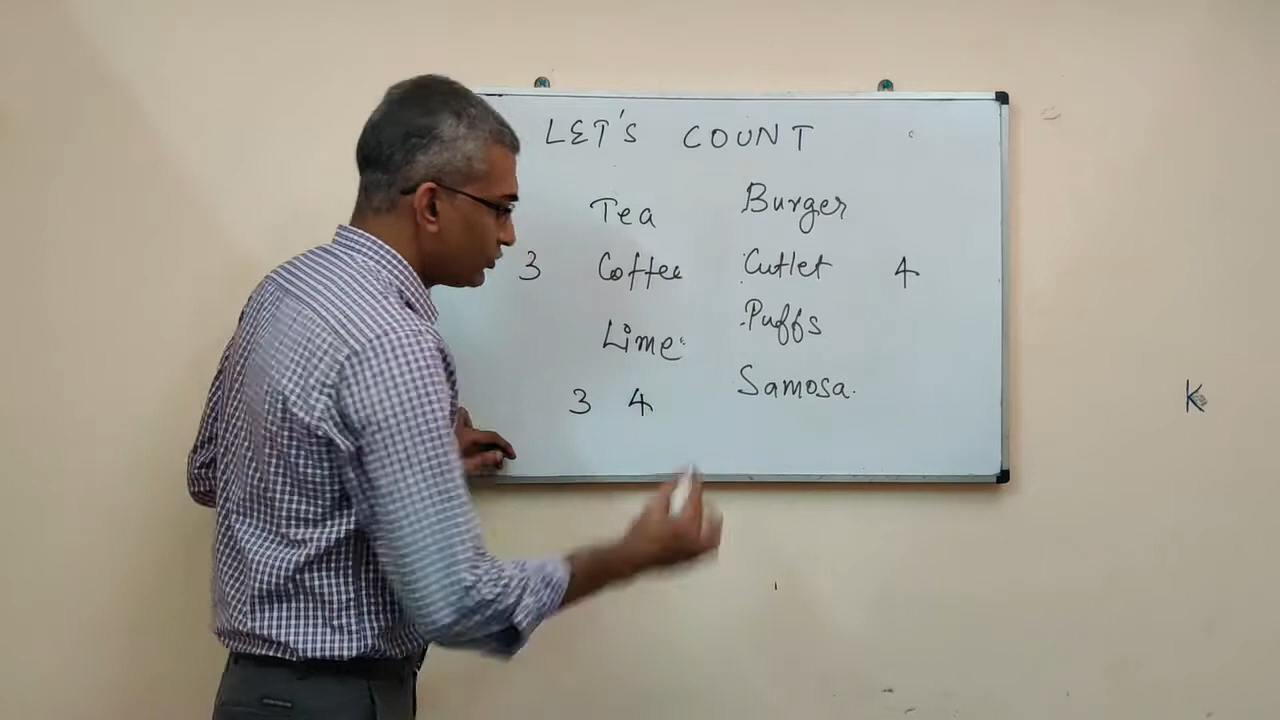 LET'S COUNT
Tea Burger
3 Coffee Cutlet 4
Lime Puffs
3 4 Samosa.
K